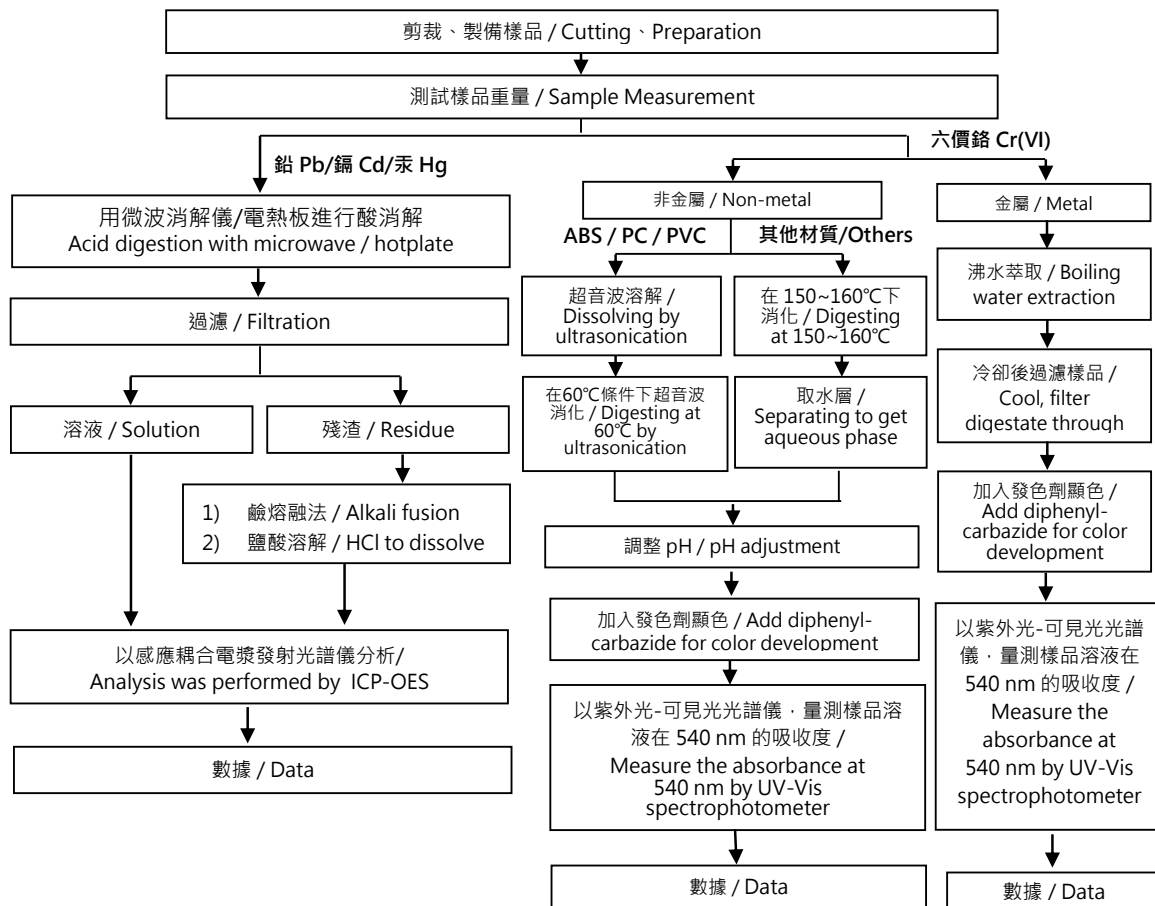 剪裁、製備樣品 / Cutting、Preparation
測試樣品重量 / Sample Measurement
鉛 Pb/鎘 Cd/汞 Hg
用微波消解儀/電熱板進行酸消解
Acid digestion with microwave / hotplate
過濾 / Filtration
溶液 / Solution
殘渣 / Residue
1) 鹼熔融法 / Alkali fusion
2) 鹽酸溶解 / HCl to dissolve
以感應耦合電漿發射光譜儀分析/
Analysis was performed by ICP-OES
數據 / Data
六價鉻 Cr(VI)
非金屬 / Non-metal
ABS / PC / PVC
其他材質/Others
超音波溶解 /
Dissolving by
ultrasonication
在 150~160℃下
消化 / Digesting
at 150~160℃
在60℃條件下超音波
消化 / Digesting at
60℃ by
ultrasonication
取水層 /
Separating to get
aqueous phase
調整 pH / pH adjustment
加入發色劑顯色 / Add diphenyl-
carbazide for color development
以紫外光-可見光光譜儀，量測樣品溶
液在 540 nm 的吸收度 /
Measure the absorbance at
540 nm by UV-Vis
spectrophotometer
數據 / Data
金屬 / Metal
沸水萃取 / Boiling
water extraction
冷卻後過濾樣品 /
Cool, filter
digestate through
加入發色劑顯色 /
Add diphenyl-
carbazide for color
development
以紫外光-可見光光譜
儀，量測樣品溶液在
540 nm 的吸收度 /
Measure the
absorbance at
540 nm by UV-Vis
spectrophotometer
數據 / Data